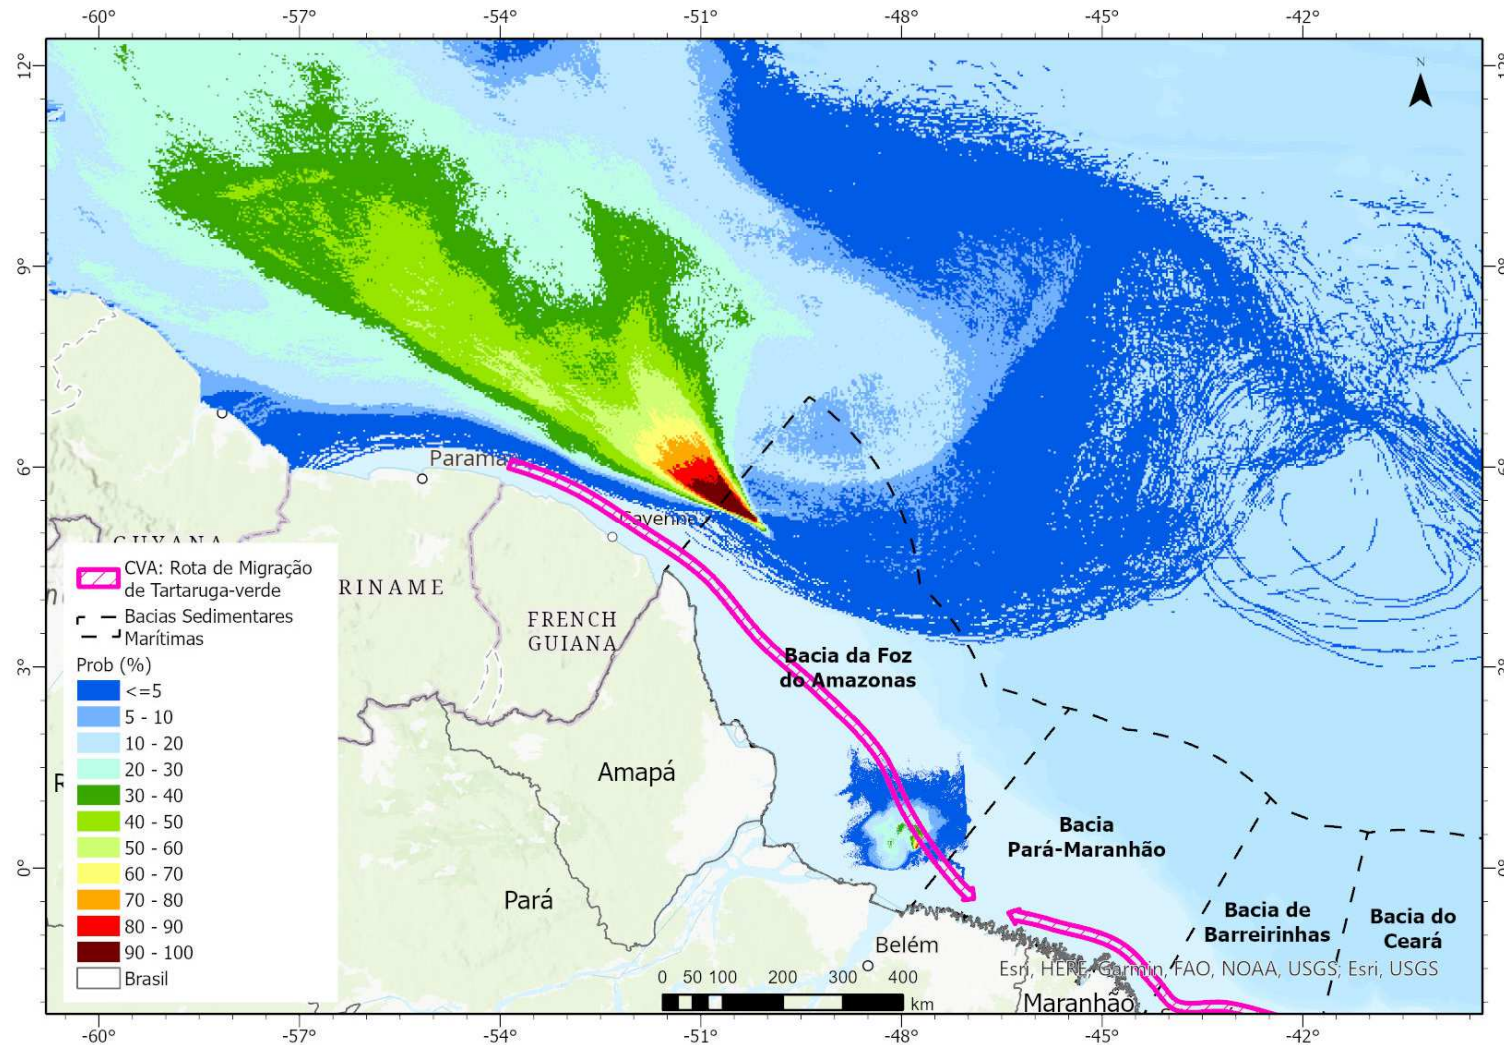 -60° -57° -54° -51° -48° -45° -42°
12°
9°
6°
3°
0°
N
Cayenne
GUYANA
RINAME
FRENCH
GUIANA
Bacia da Foz
do Amazonas
Amapá
Pará
Belém
Maranhão
Bacia
Pará-Maranhão
Bacia de
Barreirinhas
Bacia do
Ceará
CVA: Rota de Migração
de Tartaruga-verde
Bacias Sedimentares
Marítimas
Prob (%)
<=5
5 - 10
10 - 20
20 - 30
30 - 40
40 - 50
50 - 60
60 - 70
70 - 80
80 - 90
90 - 100
Brasil
Esri, HERE, Garmin, FAO, NOAA, USGS; Esri, USGS
0 50 100 200 300 400
km
-60° -57° -54° -51° -48° -45° -42°